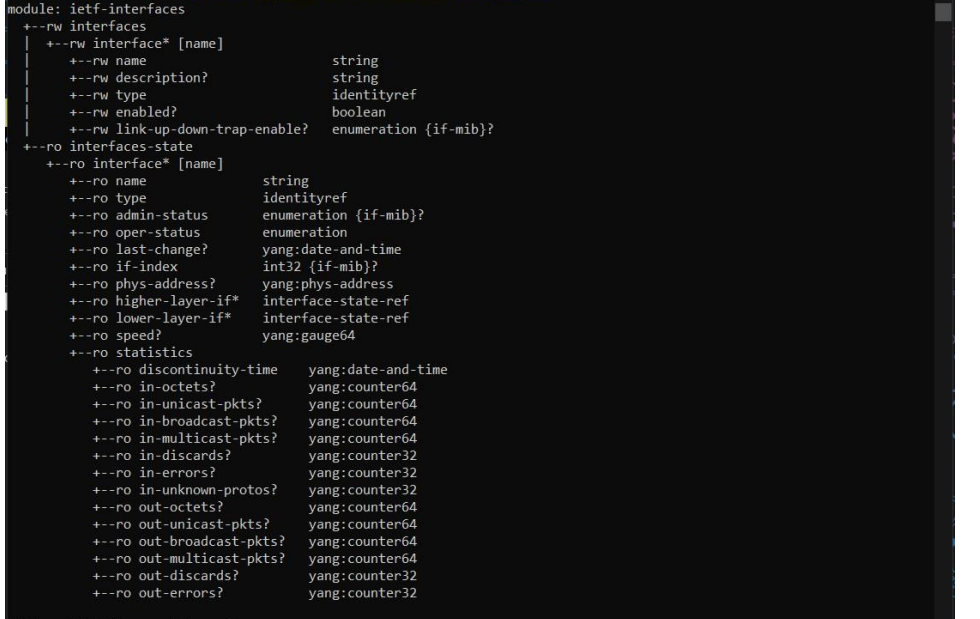 module: ietf-interfaces
  +--rw interfaces
  |  +--rw interface* [name]
  |     +--rw name                        string
  |     +--rw description?                string
  |     +--rw type                        identityref
  |     +--rw enabled?                    boolean
  |     +--rw link-up-down-trap-enable?   enumeration {if-mib}?
  +--ro interfaces-state
     +--ro interface* [name]
        +--ro name               string
        +--ro type               identityref
        +--ro admin-status       enumeration {if-mib}?
        +--ro oper-status        enumeration
        +--ro last-change?       yang:date-and-time
        +--ro if-index           int32 {if-mib}?
        +--ro phys-address?      yang:phys-address
        +--ro higher-layer-if*   interface-state-ref
        +--ro lower-layer-if*    interface-state-ref
        +--ro speed?             yang:gauge64
        +--ro statistics
           +--ro discontinuity-time    yang:date-and-time
           +--ro in-octets?            yang:counter64
           +--ro in-unicast-pkts?      yang:counter64
           +--ro in-broadcast-pkts?    yang:counter64
           +--ro in-multicast-pkts?    yang:counter64
           +--ro in-discards?          yang:counter32
           +--ro in-errors?            yang:counter32
           +--ro in-unknown-protos?    yang:counter32
           +--ro out-octets?           yang:counter64
           +--ro out-unicast-pkts?     yang:counter64
           +--ro out-broadcast-pkts?   yang:counter64
           +--ro out-multicast-pkts?   yang:counter64
           +--ro out-discards?         yang:counter32
           +--ro out-errors?           yang:counter32